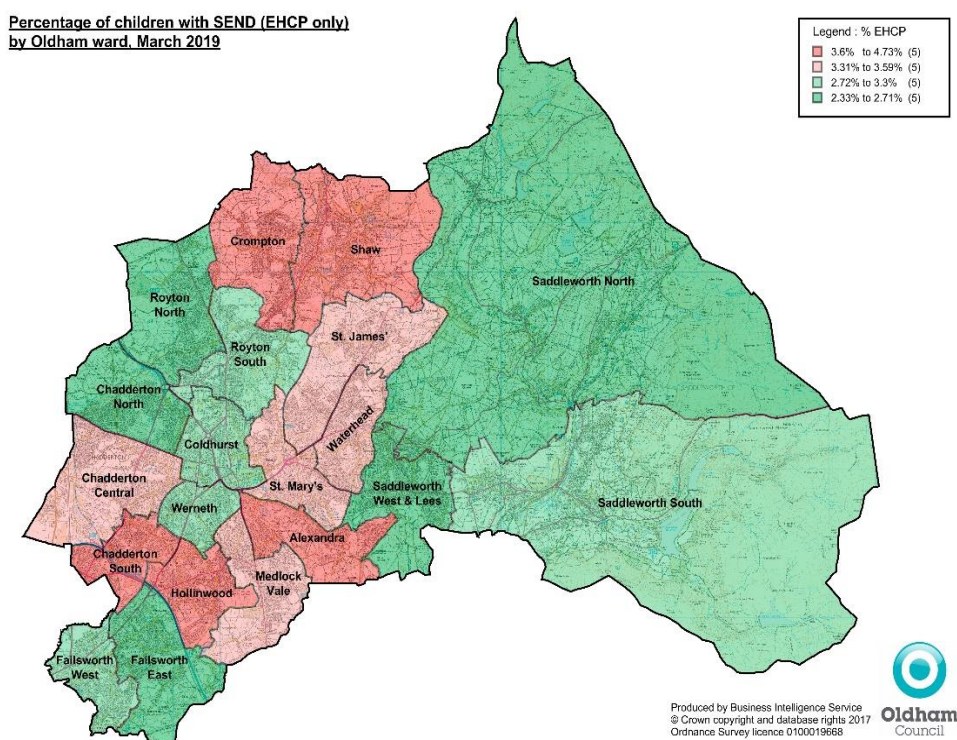 Percentage of children with SEND (EHCP only)
by Oldham ward, March 2019
Legend : % EHCP
3.6% to 4.73% (5)
3.31% to 3.59% (5)
2.72% to 3.3% (5)
2.33% to 2.71% (5)
Crompton
Shaw
Saddleworth North
Royton
North
St. James'
Royton
South
Chadderton
North
Waterhead
Coldhurst
Chadderton
Central
St. Mary's
Saddleworth
West & Lees
Saddleworth South
Werneth
Alexandra
Chadderton
South
Medlock
Vale
Hollinwood
Failsworth
West
Failsworth
East
Produced by Business Intelligence Service
© Crown copyright and database rights 2017
Ordnance Survey licence 0100019668
Oldham
Council